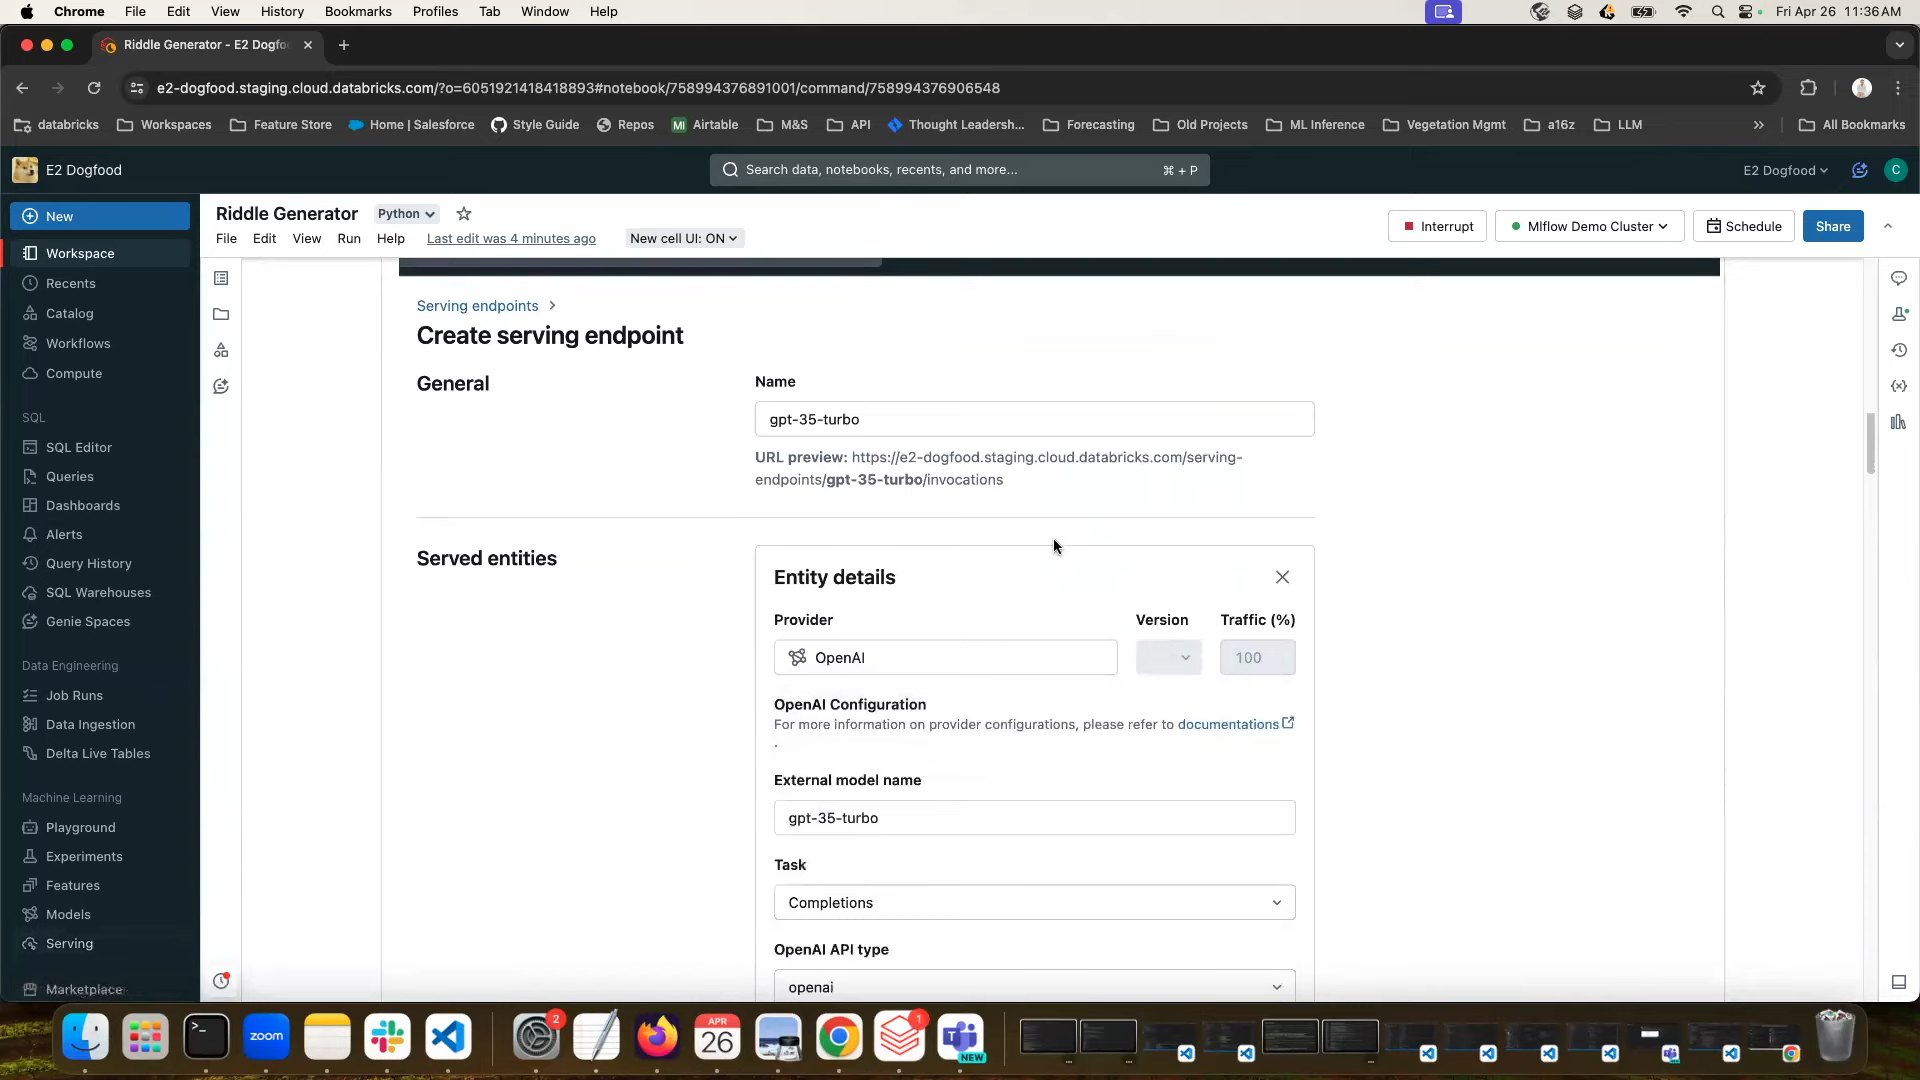 Chrome File Edit View History Bookmarks Profiles Tab Window Help Fri Apr 26 11:36 AM
Riddle Generator - E2 Dogfo
e2-dogfood.staging.cloud.databricks.com/?o=6051921418418893#notebook/758994376891001/command/758994376906548
databricks Workspaces Feature Store Home | Salesforce Style Guide Repos Airtable M&S API Thought Leadersh... Forecasting Old Projects ML Inference Vegetation Mgmt a16z LLM » All Bookmarks
E2 Dogfood Search data, notebooks, recents, and more... ⌘ + P E2 Dogfood C
New
Workspace
Recents
Catalog
Workflows
Compute
SQL
SQL Editor
Queries
Dashboards
Alerts
Query History
SQL Warehouses
Genie Spaces
Data Engineering
Job Runs
Data Ingestion
Delta Live Tables
Machine Learning
Playground
Experiments
Features
Models
Serving
Marketplace
Riddle Generator Python
File Edit View Run Help Last edit was 4 minutes ago New cell UI: ON
Interrupt Mlflow Demo Cluster Schedule Share
Serving endpoints >
Create serving endpoint
General
Name
gpt-35-turbo
URL preview: https://e2-dogfood.staging.cloud.databricks.com/serving-
endpoints/gpt-35-turbo/invocations
Served entities
Entity details
Provider Version Traffic (%)
OpenAI 100
OpenAI Configuration
For more information on provider configurations, please refer to documentations
.
External model name
gpt-35-turbo
Task
Completions
OpenAI API type
openai
zoom 2 APR 26 1 NEW